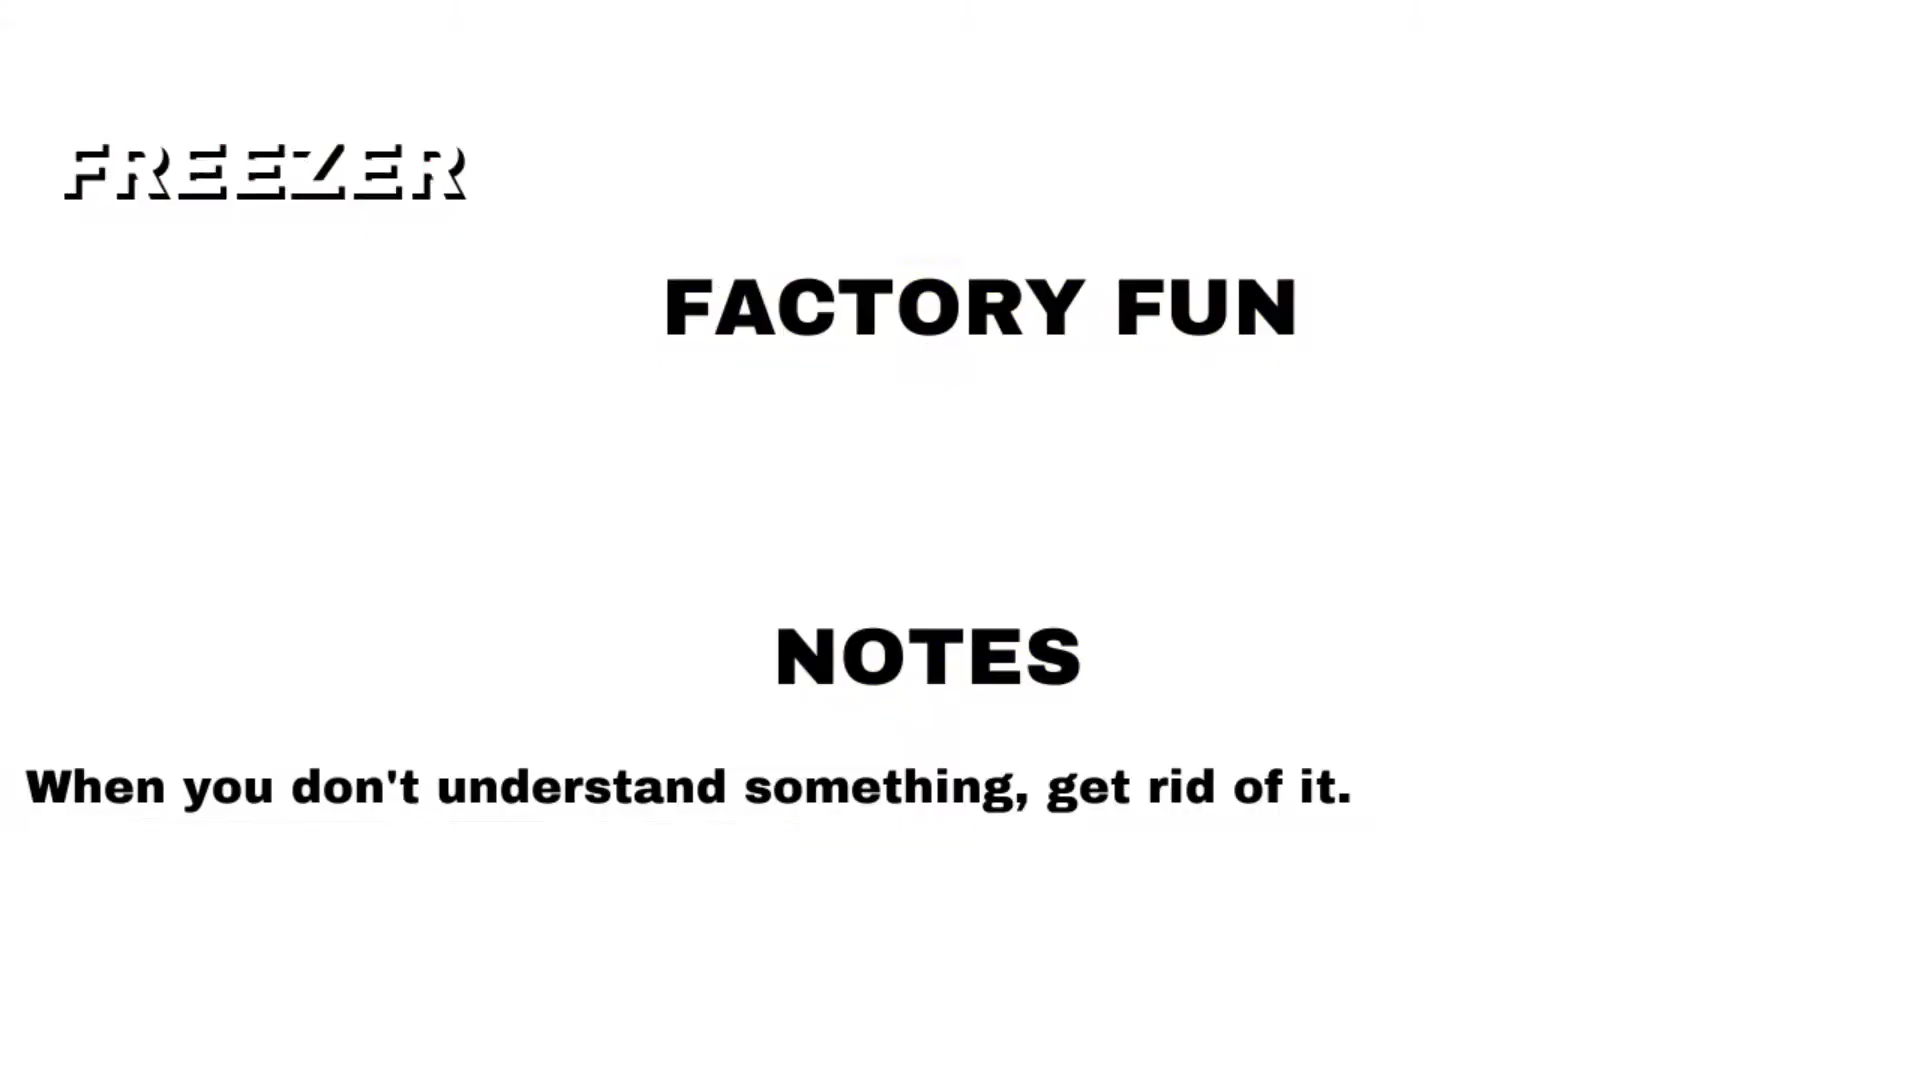 FREEZER
FACTORY FUN
NOTES
When you don't understand something, get rid of it.